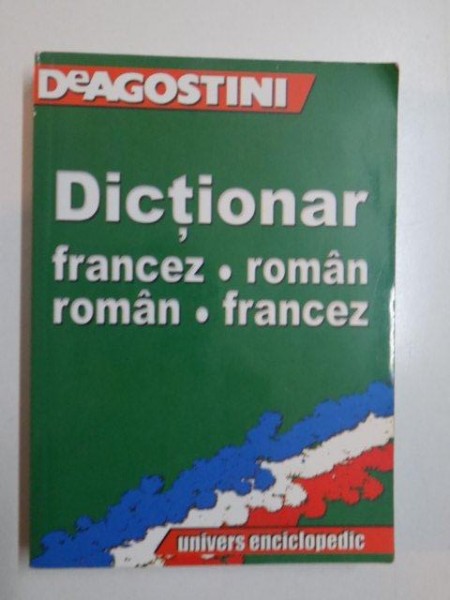 DeAGOSTINI
Dicționar
francez • român
român • francez
univers enciclopedic